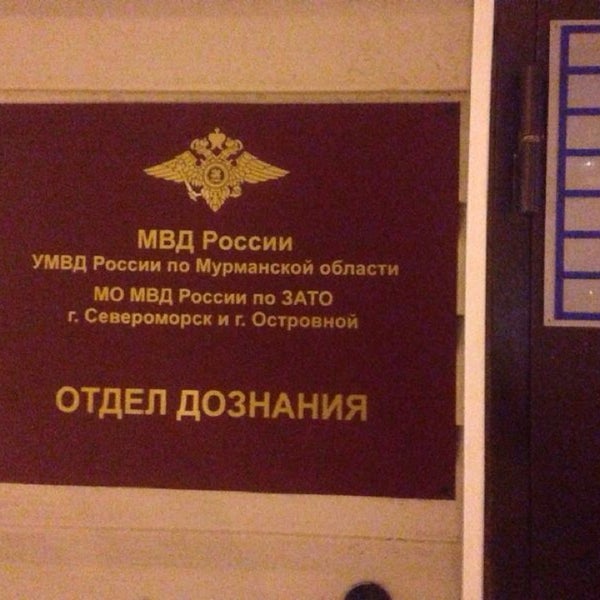 МВД России
УМВД России по Мурманской области
МО МВД России по ЗАТО
г. Североморск и г. Островной
ОТДЕЛ ДОЗНАНИЯ